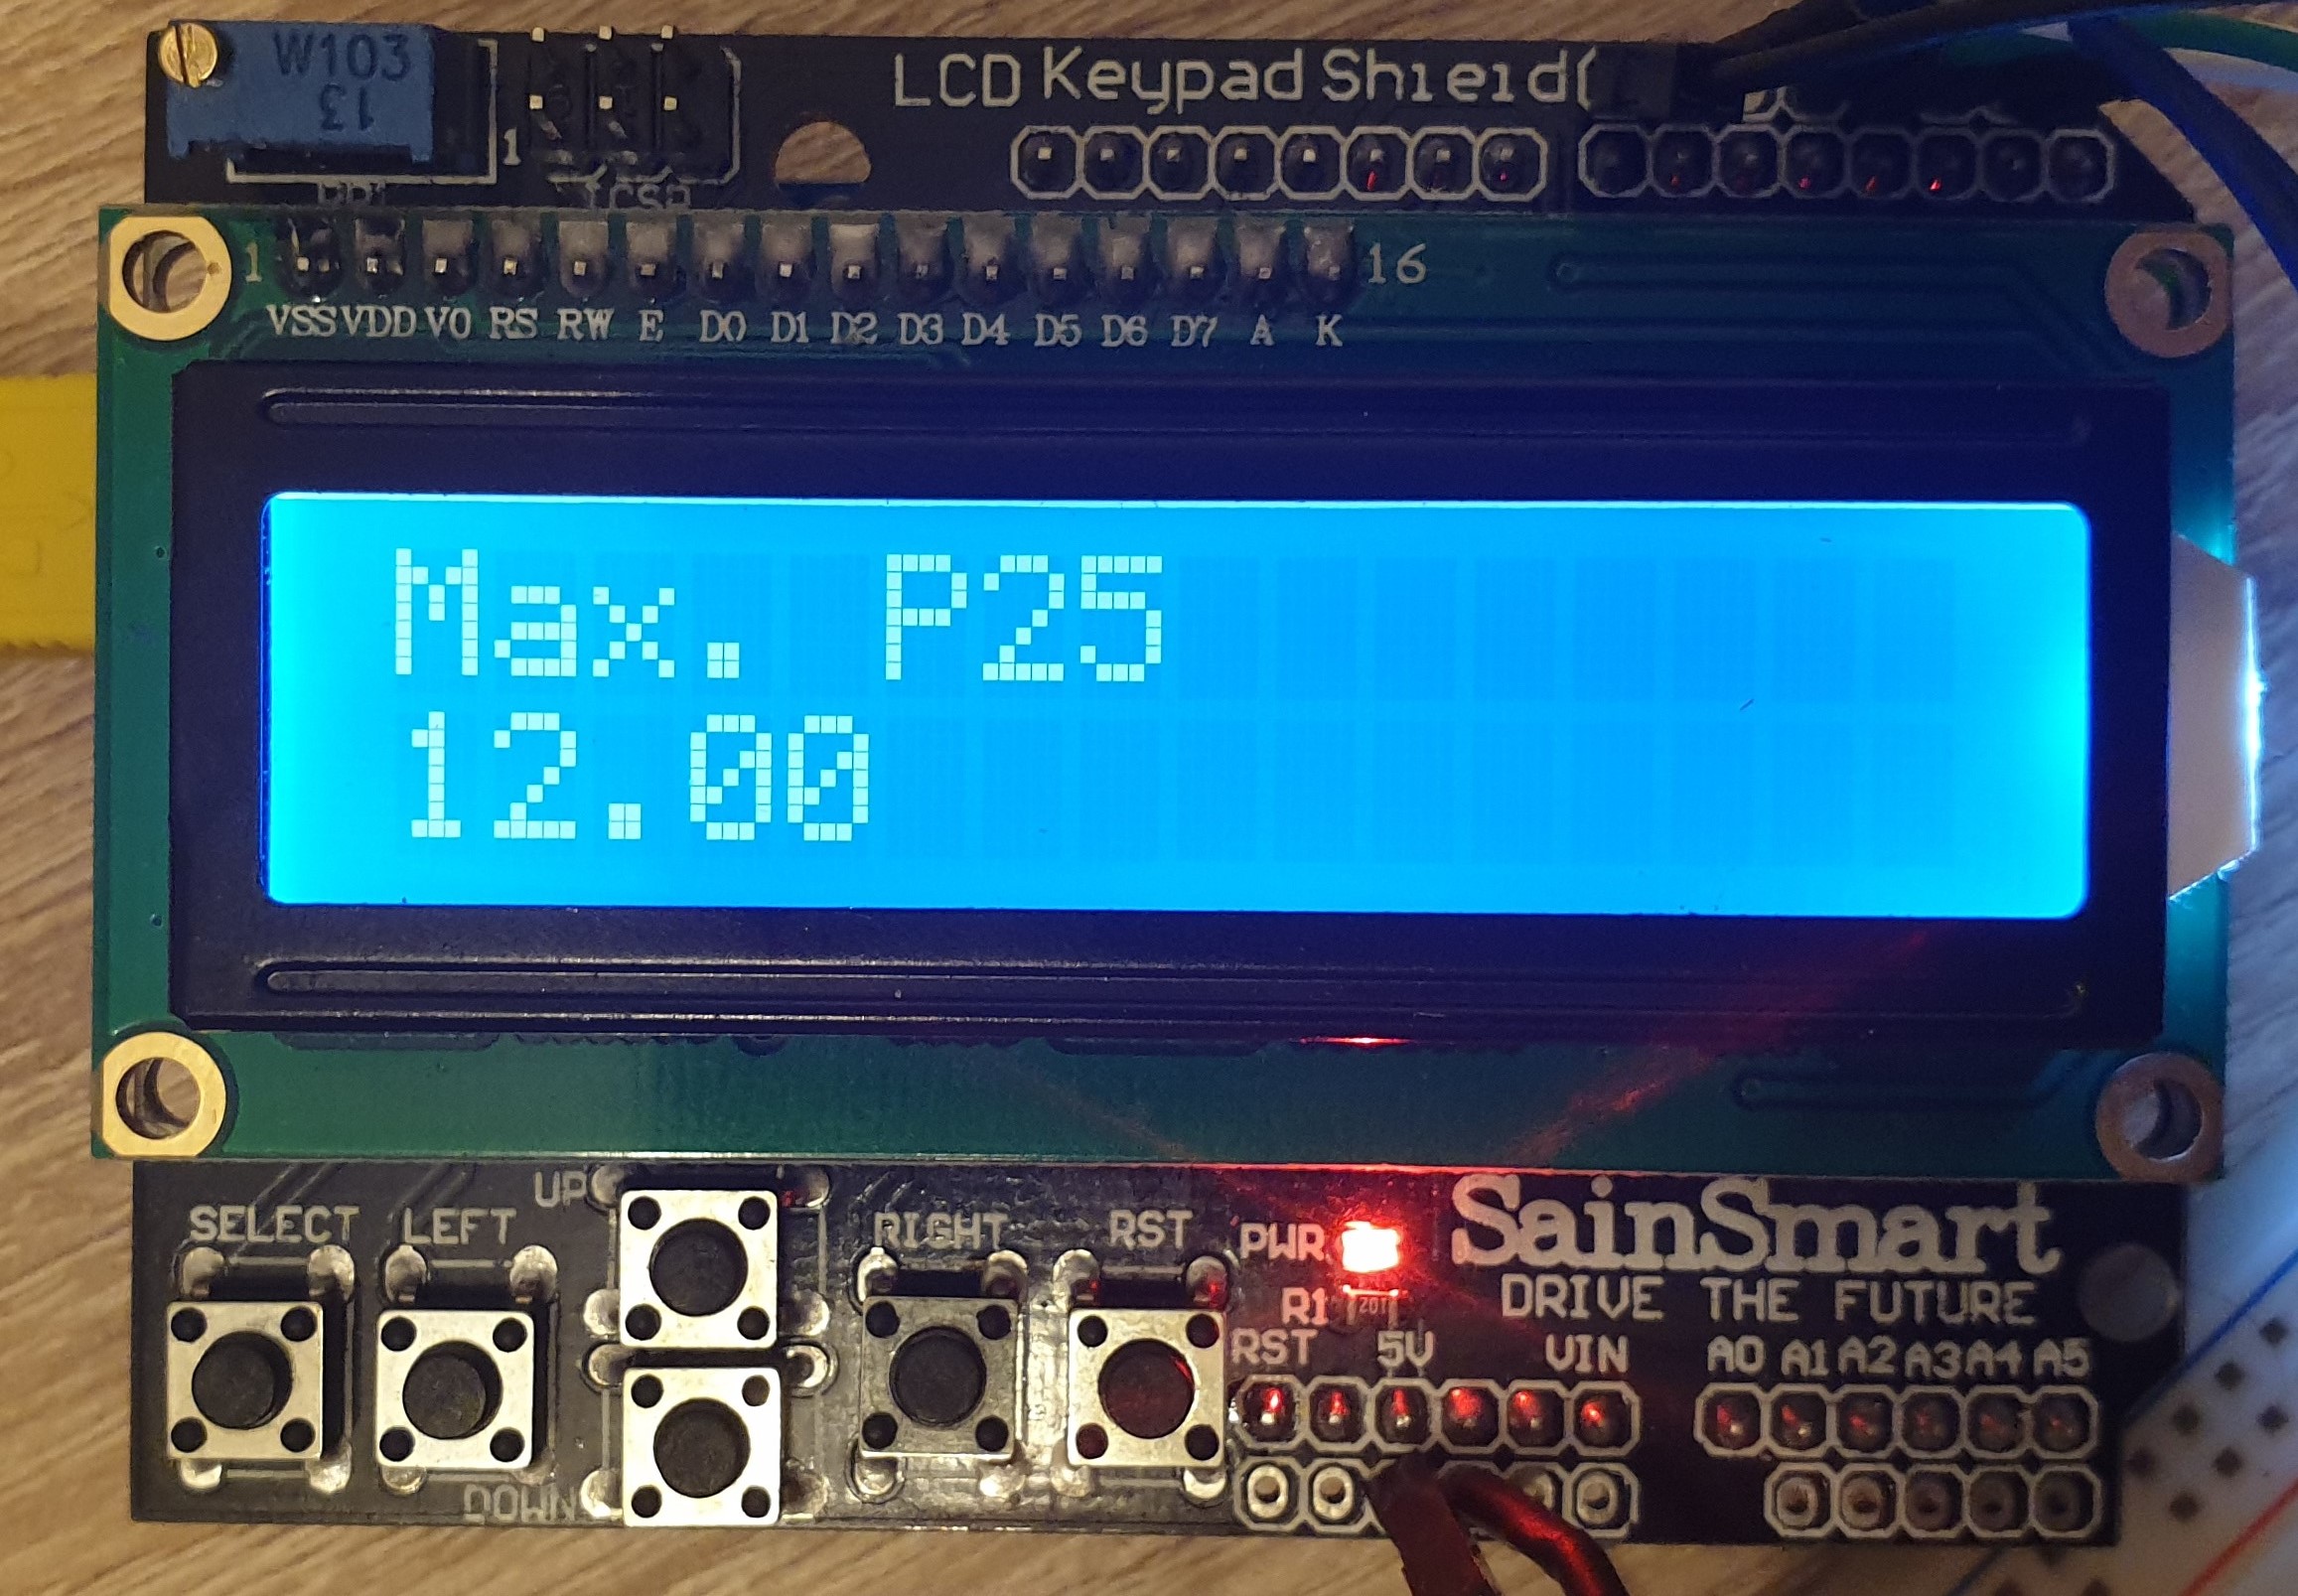 W103
13
LCD Keypad Shield(
1
1
16
VSS VDD V0 RS RW E D0 D1 D2 D3 D4 D5 D6 D7 A K
Max. P25
12.00
UP
SELECT LEFT
RIGHT RST
PWR
SainSmart
DRIVE THE FUTURE
R1
201
RST 5V VIN
A0 A1 A2 A3 A4 A5
DOWN